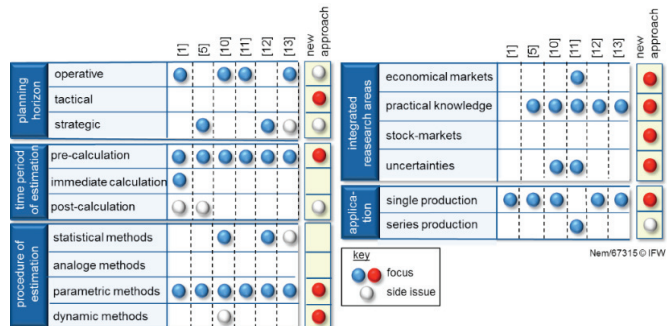 [1] [5] [10] [11] [12] [13] new approach
planning horizon
operative
tactical
strategic
time period of estimation
pre-calculation
immediate calculation
post-calculation
procedure of estimation
statistical methods
analoge methods
parametric methods
dynamic methods
[1] [5] [10] [11] [12] [13] new approach
integrated reasearch areas
economical markets
practical knowledge
stock-markets
uncertainties
applica-
tion
single production
series production
Nem/67315 © IFW
key
focus
side issue